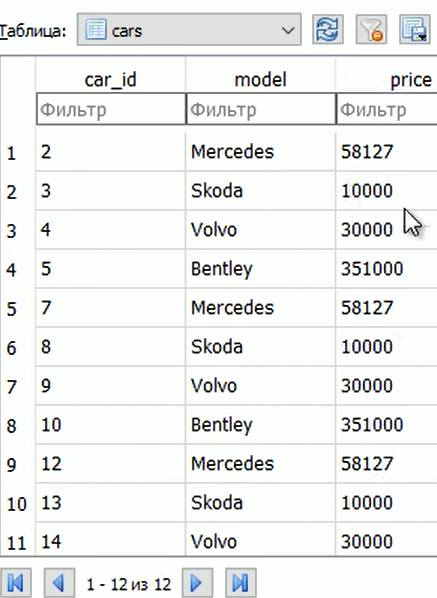 Таблица: cars
car_id model price
Фильтр Фильтр Фильтр
1 2 Mercedes 58127
2 3 Skoda 10000
3 4 Volvo 30000
4 5 Bentley 351000
5 7 Mercedes 58127
6 8 Skoda 10000
7 9 Volvo 30000
8 10 Bentley 351000
9 12 Mercedes 58127
10 13 Skoda 10000
11 14 Volvo 30000
1 - 12 из 12